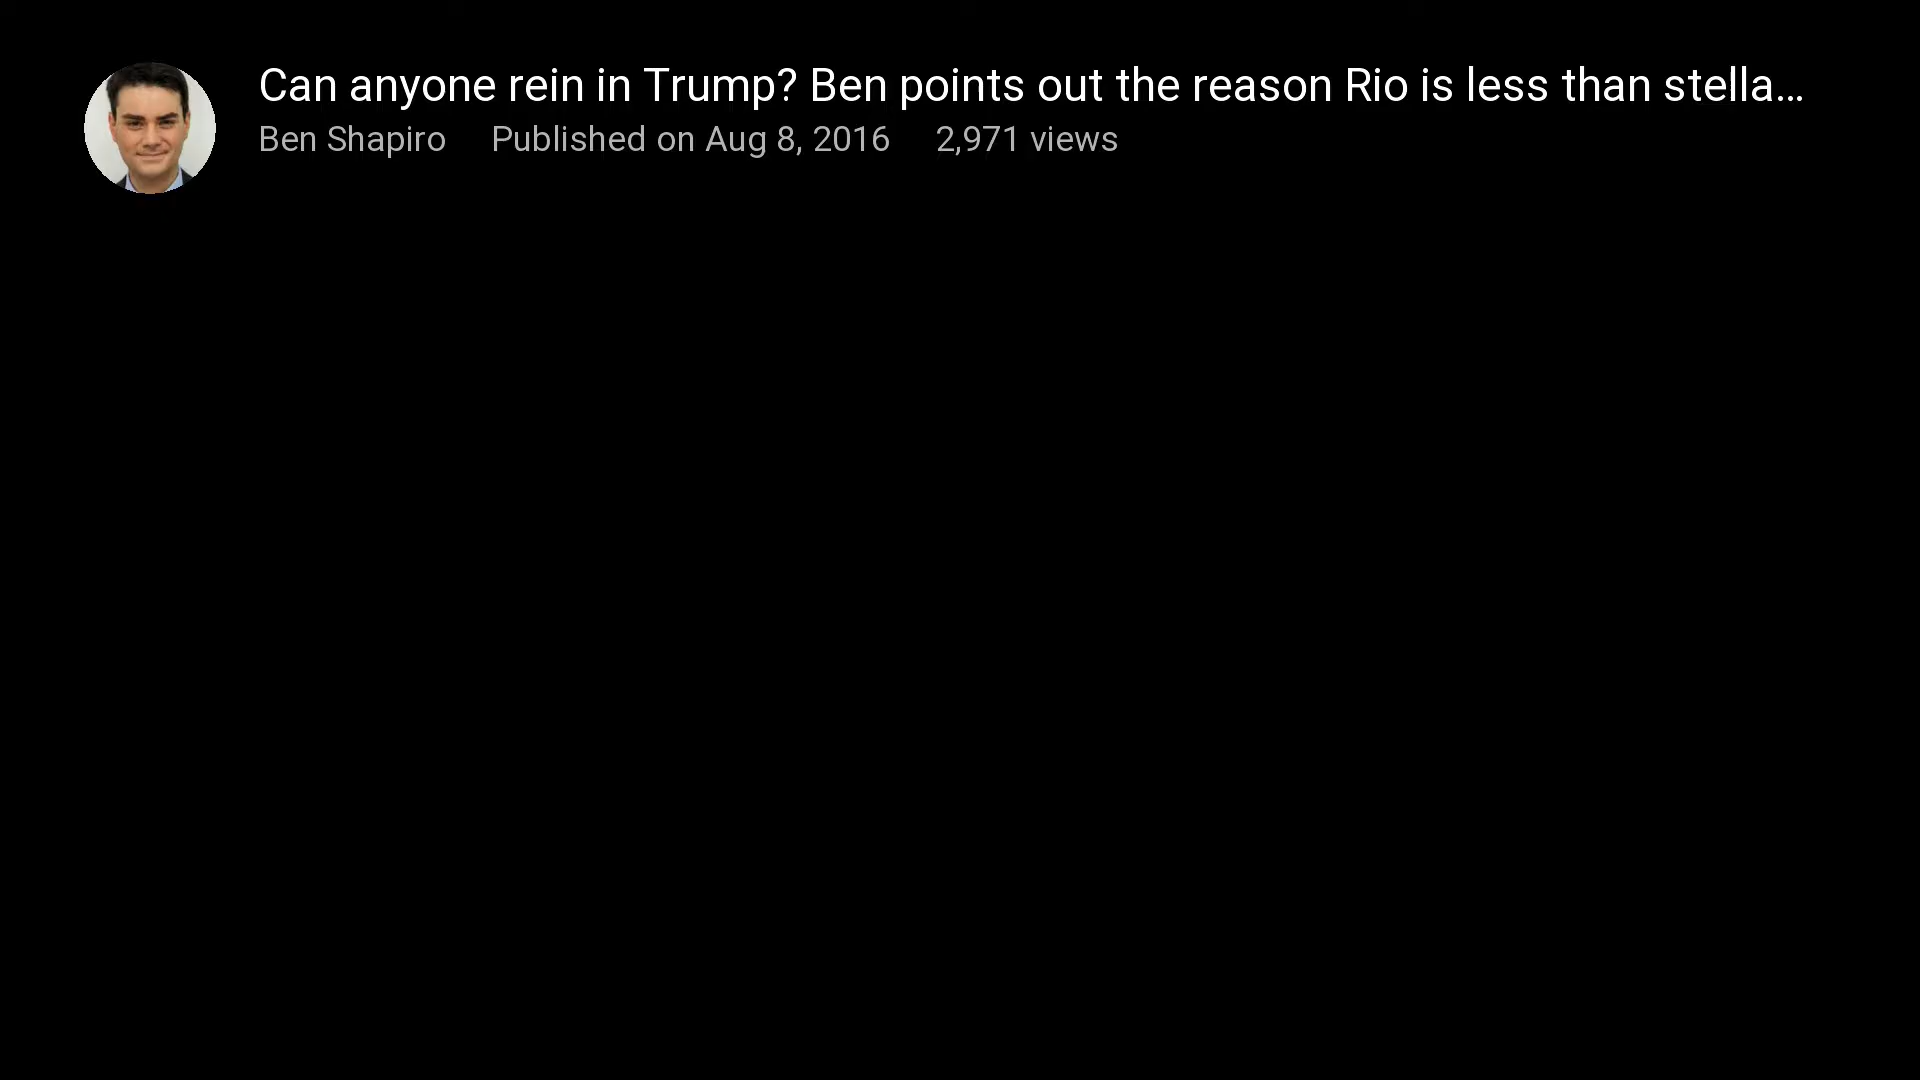 Can anyone rein in Trump? Ben points out the reason Rio is less than stella...
Ben Shapiro Published on Aug 8, 2016 2,971 views